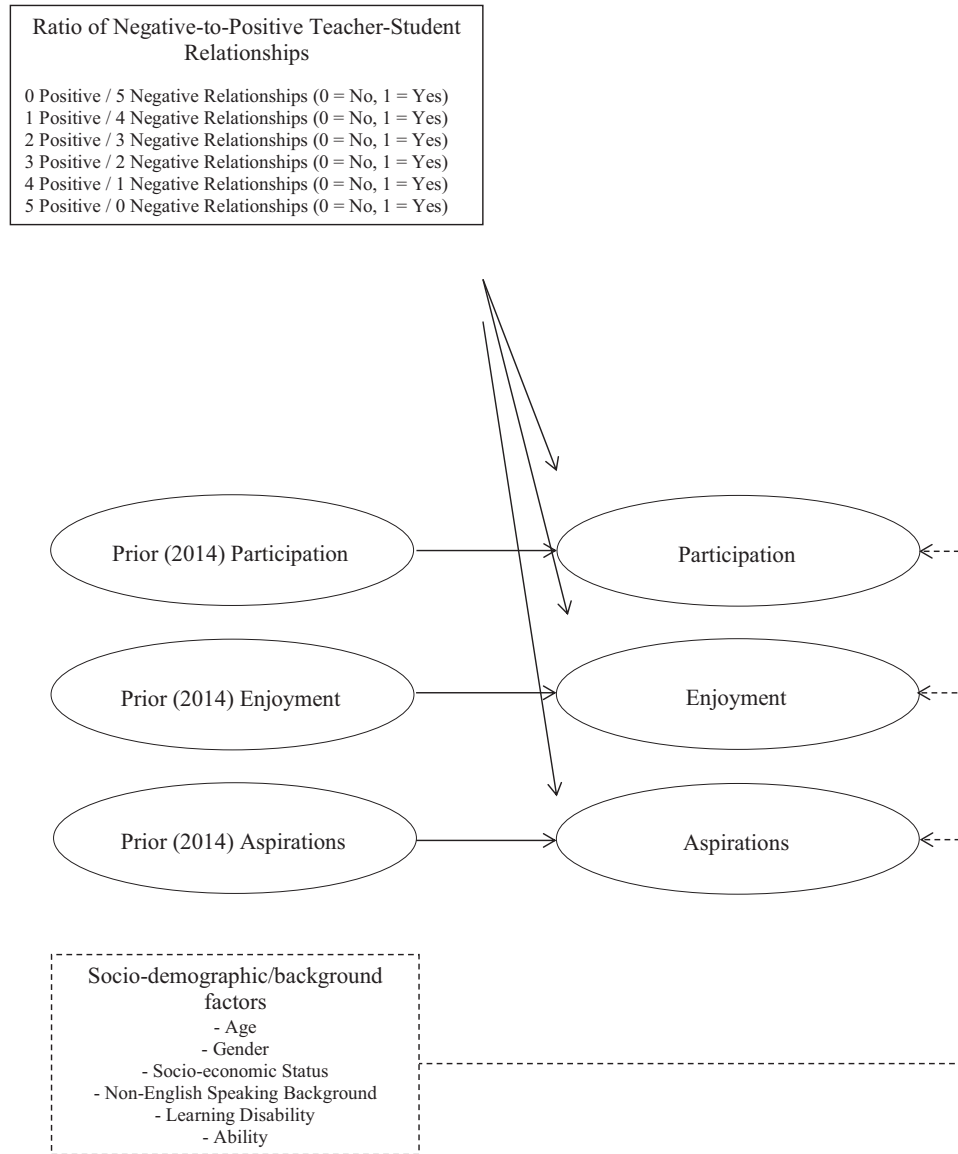 Ratio of Negative-to-Positive Teacher-Student
Relationships
0 Positive / 5 Negative Relationships (0 = No, 1 = Yes)
1 Positive / 4 Negative Relationships (0 = No, 1 = Yes)
2 Positive / 3 Negative Relationships (0 = No, 1 = Yes)
3 Positive / 2 Negative Relationships (0 = No, 1 = Yes)
4 Positive / 1 Negative Relationships (0 = No, 1 = Yes)
5 Positive / 0 Negative Relationships (0 = No, 1 = Yes)
Prior (2014) Participation
Participation
Prior (2014) Enjoyment
Enjoyment
Prior (2014) Aspirations
Aspirations
Socio-demographic/background
factors
- Age
- Gender
- Socio-economic Status
- Non-English Speaking Background
- Learning Disability
- Ability